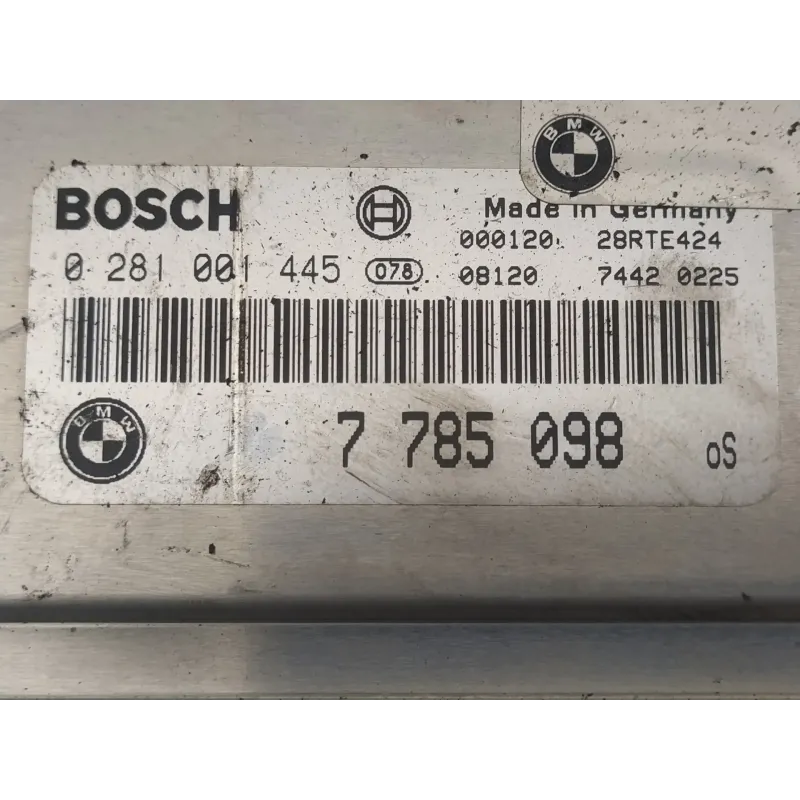 BMW
BOSCH
Made in Germany
000120 28RTE424
0 281 001 445 078 08120 7442 0225
BMW 7 785 098 oS